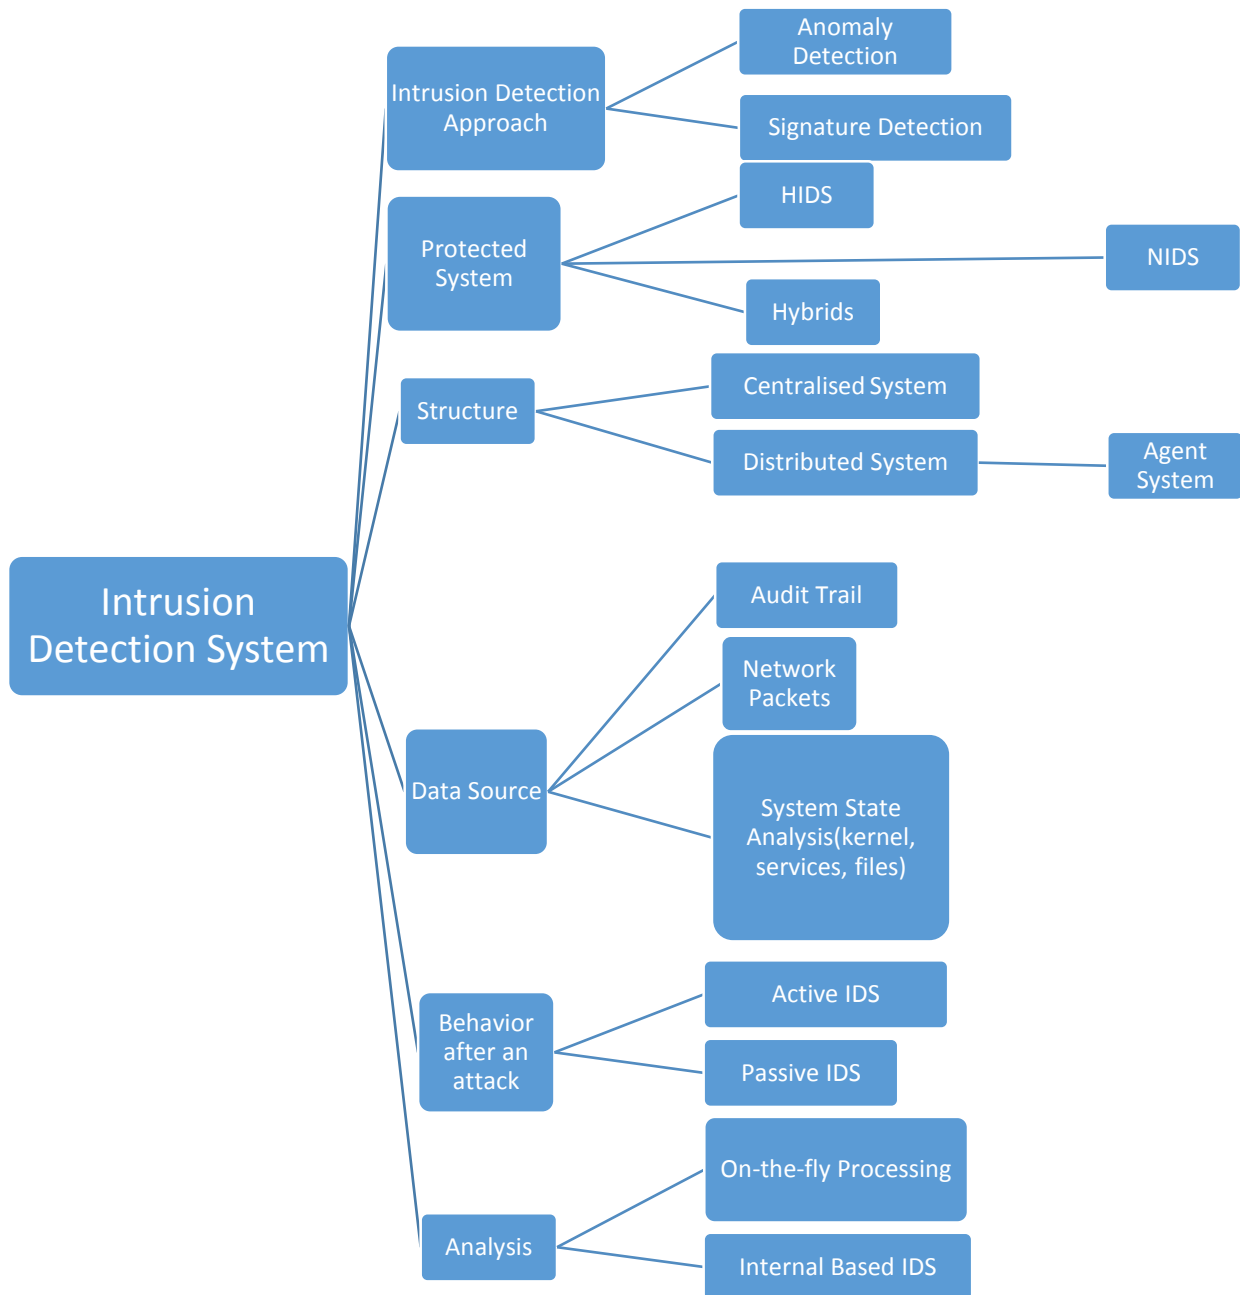 Anomaly
Detection
Intrusion Detection
Approach
Signature Detection
HIDS
Protected
System
NIDS
Hybrids
Centralised System
Structure
Distributed System
Agent
System
Intrusion
Detection System
Audit Trail
Network
Packets
Data Source
System State
Analysis(kernel,
services, files)
Active IDS
Behavior
after an
attack
Passive IDS
On-the-fly Processing
Analysis
Internal Based IDS